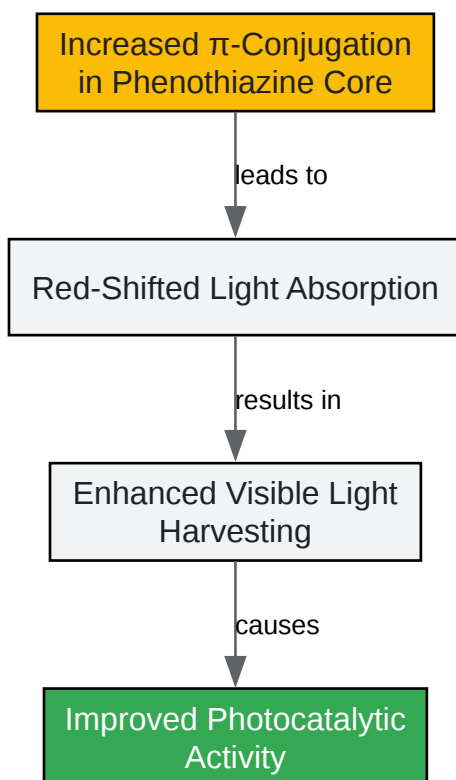 Increased π-Conjugation
in Phenothiazine Core
leads to
Red-Shifted Light Absorption
results in
Enhanced Visible Light
Harvesting
causes
Improved Photocatalytic
Activity